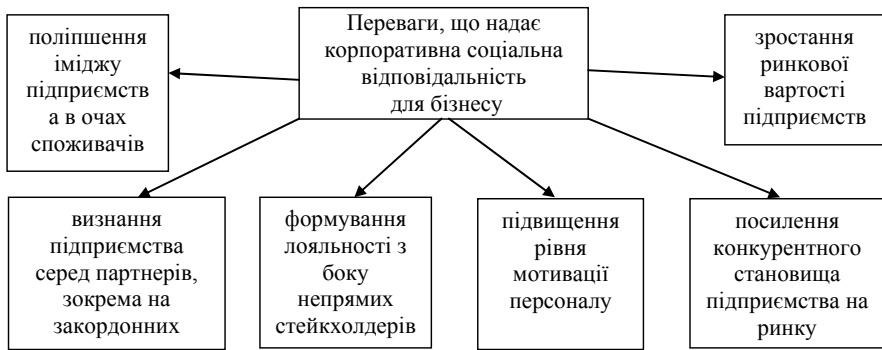 Переваги, що надає
корпоративна соціальна
відповідальність
для бізнесу
поліпшення
іміджу
підприємств
а в очах
споживачів
зростання
ринкової
вартості
підприємств
визнання
підприємства
серед партнерів,
зокрема на
закордонних
формування
лояльності з
боку
непрямих
стейкхолдерів
підвищення
рівня
мотивації
персоналу
посилення
конкурентного
становища
підприємства на
ринку